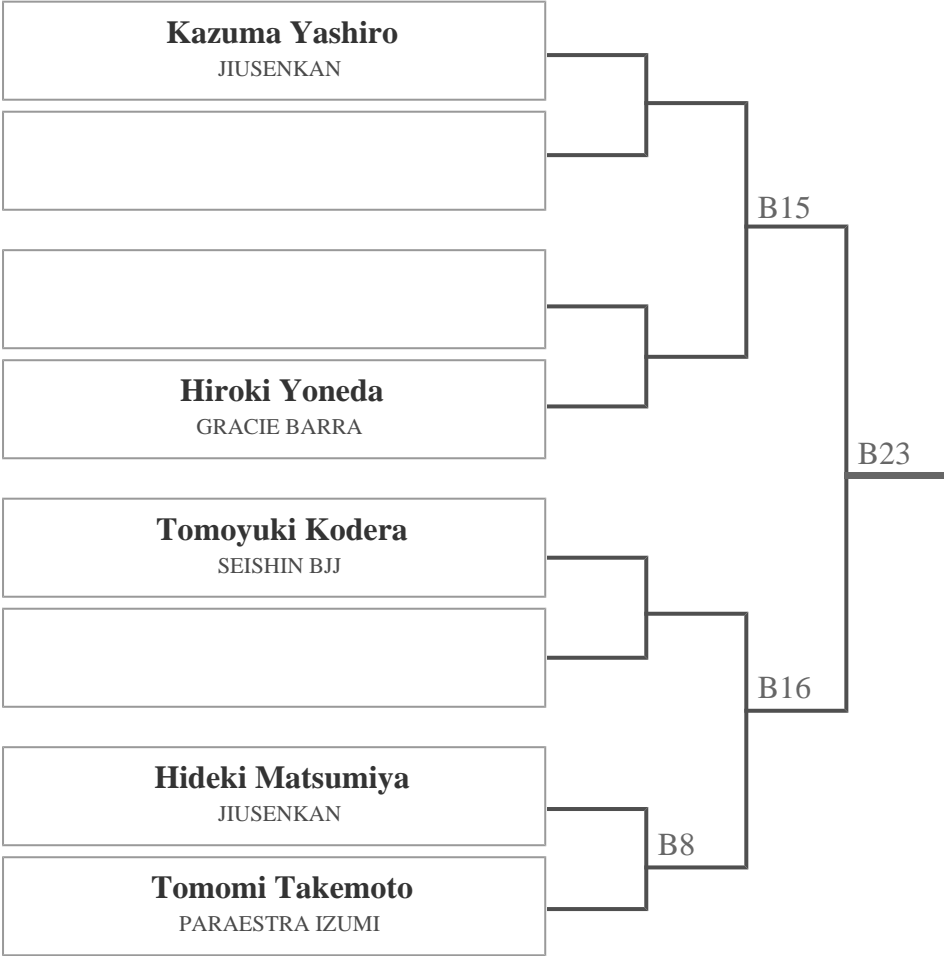 Kazuma Yashiro
JIUSENKAN
B15
Hiroki Yoneda
GRACIE BARRA
B23
Tomoyuki Kodera
SEISHIN BJJ
B16
Hideki Matsumiya
JIUSENKAN
B8
Tomomi Takemoto
PARAESTRA IZUMI